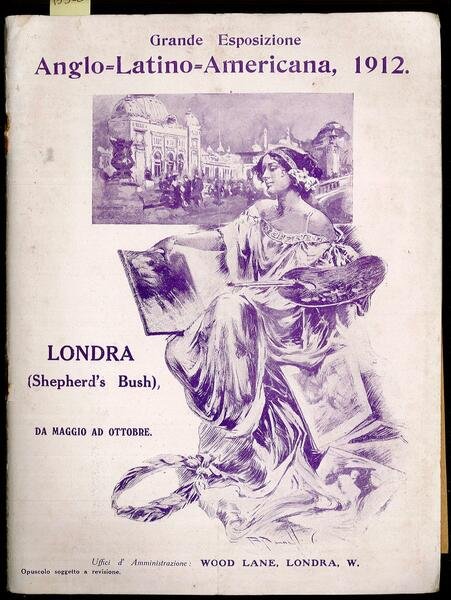 Grande Esposizione
Anglo=Latino=Americana, 1912.
LONDRA
(Shepherd's Bush),
DA MAGGIO AD OTTOBRE.
Uffici d' Amministrazione: WOOD LANE, LONDRA, W.
Opuscolo soggetto a revisione.